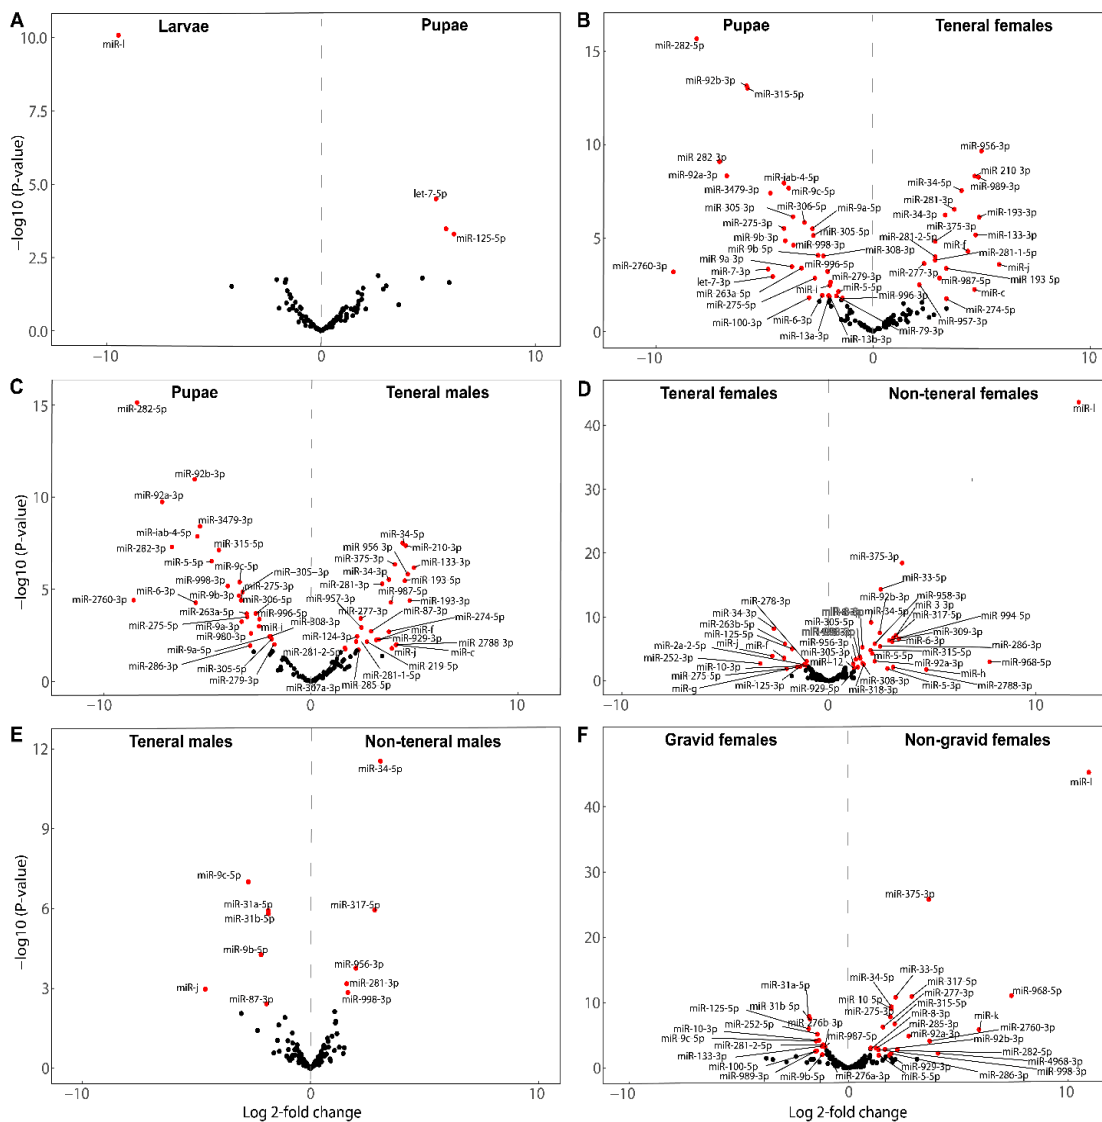 A
Larvae
Pupae
miR-l
let-7-5p
miR-125-5p
10.0
7.5
5.0
2.5
0.0
−10
0
10
−log10 (P-value)
B
Pupae
Teneral females
miR-282-5p
miR-92b-3p
miR-315-5p
miR 282 3p
miR-92a-3p
miR-iab-4-5p
miR-3479-3p
miR-9c-5p
miR 305 3p
miR-306-5p
miR-9a-5p
miR-275-3p
miR-305-5p
miR-9b-3p
miR-998-3p
miR-9b 5p
miR-308-3p
miR 9a 3p
miR-996-5p
miR-2760-3p
miR-7-3p
miR-279-3p
let-7-3p
miR-i
miR-5-5p
miR 263a 5p
miR-996-3p
miR-275-5p
miR-100-3p
miR-6-3p
miR-79-3p
miR-13a-3p
miR-13b-3p
miR-956-3p
miR 210 3p
miR-34-5p
miR-989-3p
miR-281-3p
miR-34-3p
miR-193-3p
miR-375-3p
miR-133-3p
miR-281-2-5p
miR-f
miR-281-1-5p
miR-277-3p
miR-j
miR-987-5p
miR 193 5p
miR-c
miR-274-5p
miR-957-3p
15
10
5
0
−10
0
10
C
Pupae
Teneral males
miR-282-5p
miR-92b-3p
miR-92a-3p
miR-3479-3p
miR-iab-4-5p
miR-315-5p
miR-282-3p
miR-5-5p
miR-9c-5p
miR-998-3p
miR-305-3p
miR-275-3p
miR-6-3p
miR-9b-3p
miR-306-5p
miR-2760-3p
miR-263a-5p
miR-996-5p
miR-275-5p
miR-9a-3p
miR-i
miR-308-3p
miR-980-3p
miR-124-3p
miR-9a-5p
miR-281-2-5p
miR-286-3p
miR-305-5p
miR-279-3p
miR-307a-3p
miR-34-5p
miR 956 3p
miR-210-3p
miR-375-3p
miR-133-3p
miR-34-3p
miR 193 5p
miR-281-3p
miR-987-5p
miR-957-3p
miR-193-3p
miR-277-3p
miR-87-3p
miR-274-5p
miR-f
miR-929-3p
miR 2788 3p
miR-j
miR-c
miR 219 5p
miR-281-1-5p
miR 285 5p
15
10
5
0
−10
0
10
−log10 (P-value)
D
Teneral females
Non-teneral females
miR-l
miR-375-3p
miR-33-5p
miR-92b-3p
miR-958-3p
miR-278-3p
miR 3 3p
miR 34-3p
miR-34-5p
miR-317-5p
miR-305-5p
miR 994 5p
miR-263b-5p
miR-309-3p
miR-6-3p
miR-125-5p
miR-956-3p
miR-j
miR-f
miR-315-5p
miR-2a-2-5p
miR-305-3p
miR-5-5p
miR-252-3p
miR-12
miR-92a-3p
miR-968-5p
miR-10-3p
miR-h
miR 275 5p
miR-308-3p
miR-g
miR-125-3p
miR-929-5p
miR-318-3p
miR-5-3p
miR-2788-3p
40
30
20
10
0
−10
0
10
E
Teneral males
Non-teneral males
miR-34-5p
miR-9c-5p
miR-31a-5p
miR-31b-5p
miR-317-5p
miR-9b-5p
miR-956-3p
miR-j
miR-281-3p
miR-87-3p
miR-998-3p
12
9
6
3
0
−10
0
10
−log10 (P-value)
Log 2-fold change
F
Gravid females
Non-gravid females
miR-l
miR-375-3p
miR-33-5p
miR-34-5p
miR-31a-5p
miR-317 5p
miR-968-5p
miR-277-3p
miR 10 5p
miR-125-5p
miR 31b 5p
miR-315-5p
miR-275-3p
miR-8-3p
miR-k
miR-252-5p
miR 276b 3p
miR-285-3p
miR-2760-3p
miR-10-3p
miR-92a-3p
miR 9c 5p
miR-987-5p
miR-92b-3p
miR-281-2-5p
miR-282-5p
miR-133-3p
miR-4968-3p
miR-100-5p
miR-929-3p
miR-998-3p
miR-989-3p
miR-9b-5p
miR-276a-3p
miR-5-5p
miR-286-3p
40
30
20
10
0
−10
0
10
Log 2-fold change